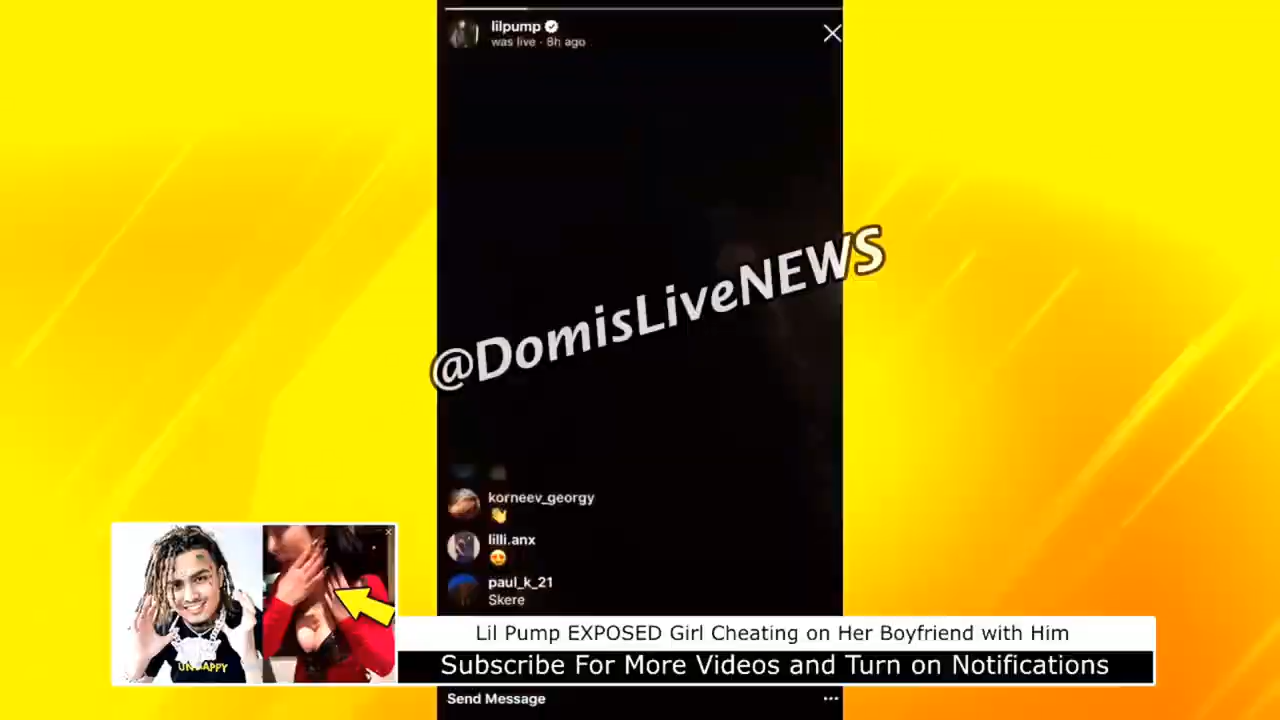 lilpump
was live · 8h ago
@DomisLiveNEWS
korneev_georgy
lilli.anx
paul_k_21
Skere
UNHAPPY
Lil Pump EXPOSED Girl Cheating on Her Boyfriend with Him
Subscribe For More Videos and Turn on Notifications
Send Message